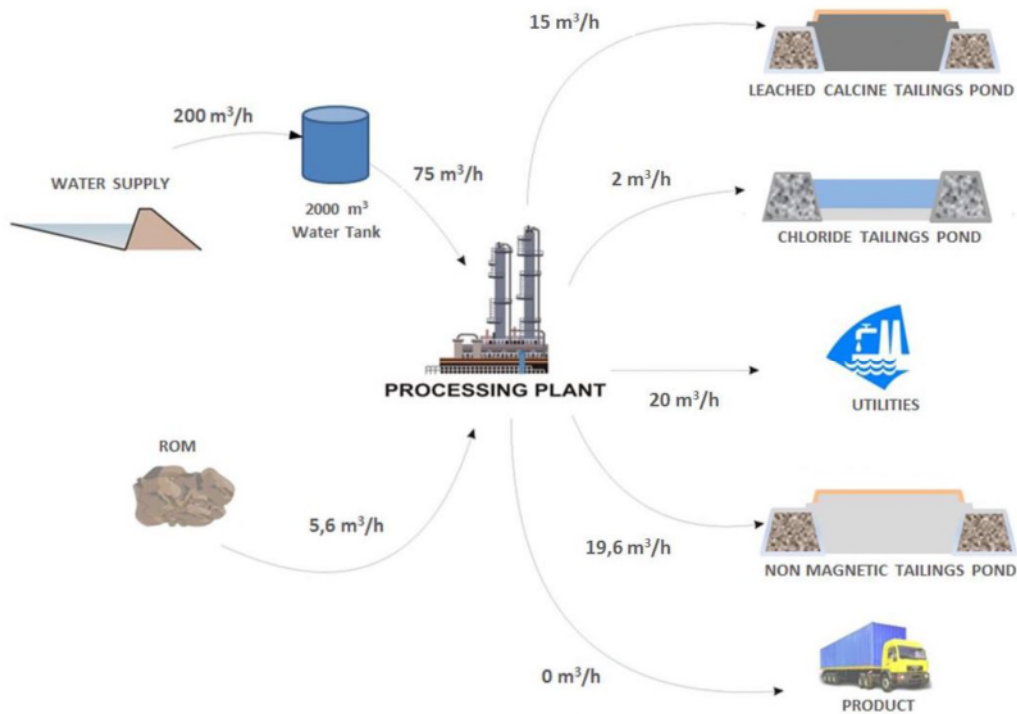 15 m³/h
LEACHED CALCINE TAILINGS POND
200 m³/h
75 m³/h
2 m³/h
WATER SUPPLY
2000 m³
Water Tank
CHLORIDE TAILINGS POND
PROCESSING PLANT
20 m³/h
UTILITIES
ROM
5,6 m³/h
19,6 m³/h
NON MAGNETIC TAILINGS POND
0 m³/h
PRODUCT